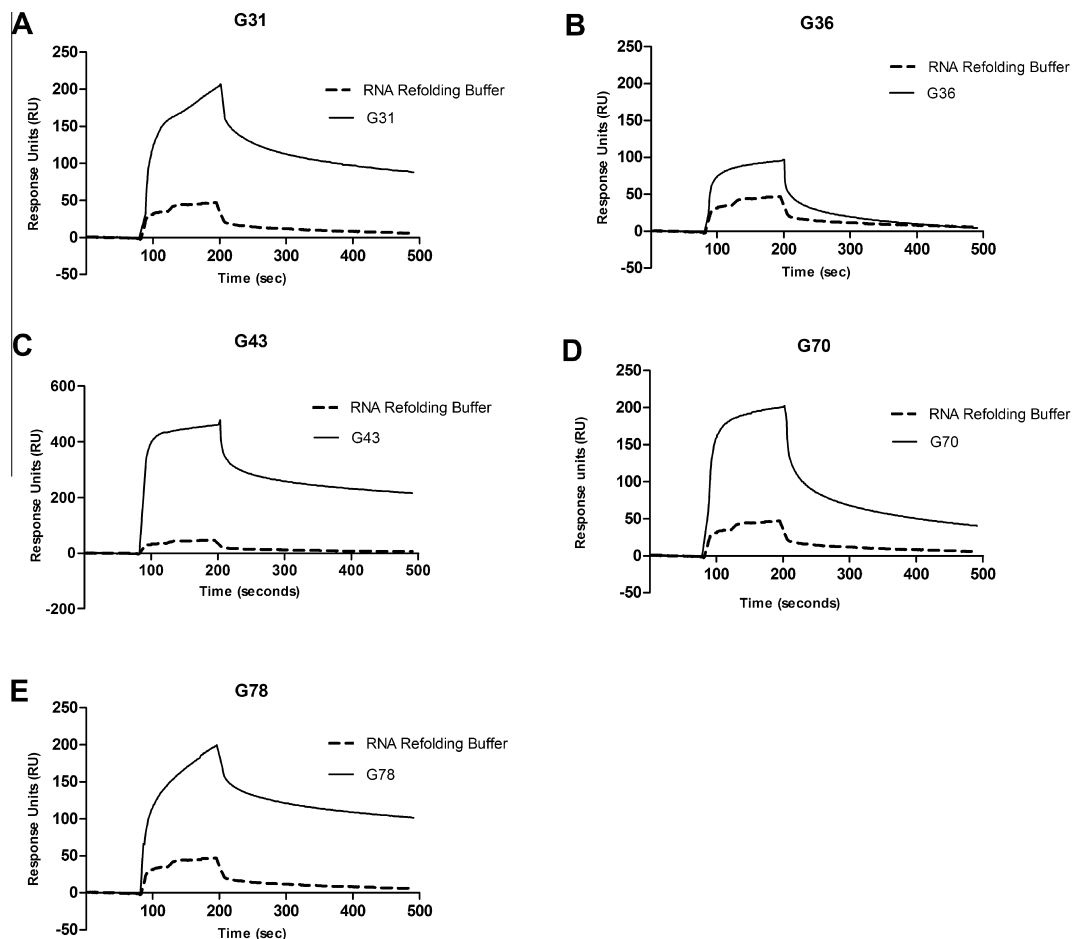 A
G31
250
200
150
100
50
0
-50
Response Units (RU)
100 200 300 400 500
Time (sec)
RNA Refolding Buffer
G31
B
G36
250
200
150
100
50
0
-50
Response Units (RU)
100 200 300 400 500
Time (sec)
RNA Refolding Buffer
G36
C
G43
600
400
200
0
-200
Response Units (RU)
100 200 300 400 500
Time (seconds)
RNA Refolding Buffer
G43
D
G70
250
200
150
100
50
0
-50
Response units (RU)
100 200 300 400 500
Time (seconds)
RNA Refolding Buffer
G70
E
G78
250
200
150
100
50
0
-50
Response Units (RU)
100 200 300 400 500
Time (sec)
RNA Refolding Buffer
G78